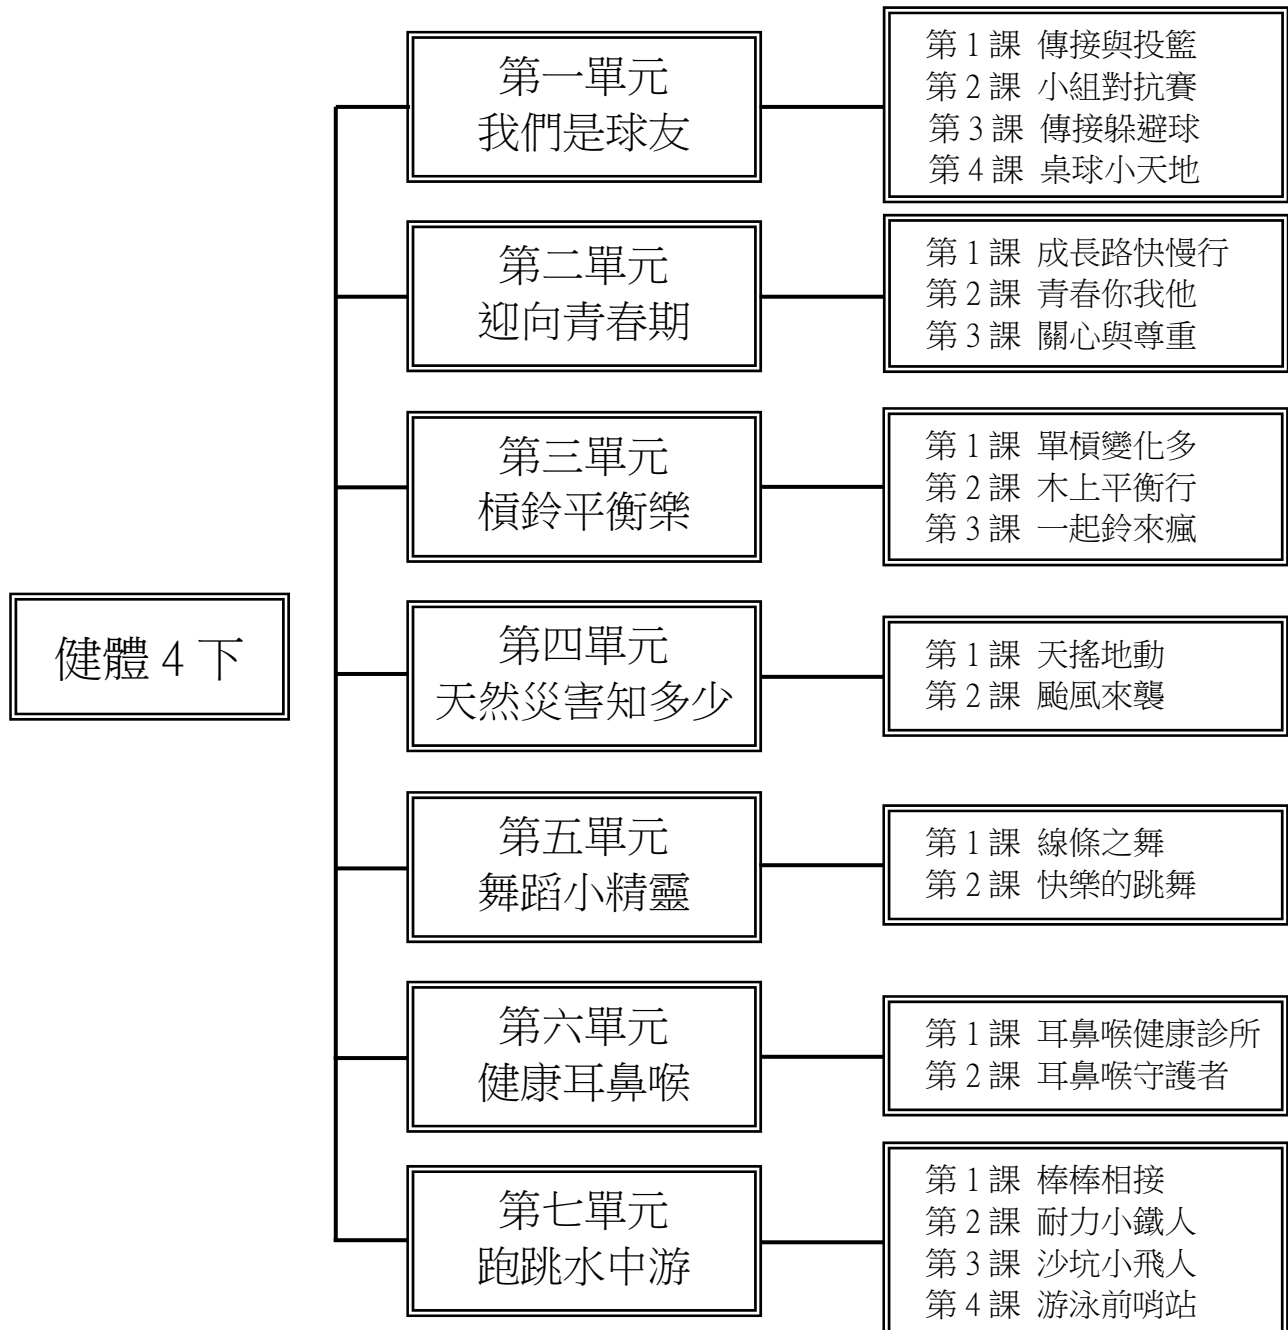 健體 4 下
第一單元
我們是球友
第 1 課 傳接與投籃
第 2 課 小組對抗賽
第 3 課 傳接躲避球
第 4 課 桌球小天地
第二單元
迎向青春期
第 1 課 成長路快慢行
第 2 課 青春你我他
第 3 課 關心與尊重
第三單元
槓鈴平衡樂
第 1 課 單槓變化多
第 2 課 木上平衡行
第 3 課 一起鈴來瘋
第四單元
天然災害知多少
第 1 課 天搖地動
第 2 課 颱風來襲
第五單元
舞蹈小精靈
第 1 課 線條之舞
第 2 課 快樂的跳舞
第六單元
健康耳鼻喉
第 1 課 耳鼻喉健康診所
第 2 課 耳鼻喉守護者
第七單元
跑跳水中游
第 1 課 棒棒相接
第 2 課 耐力小鐵人
第 3 課 沙坑小飛人
第 4 課 游泳前哨站